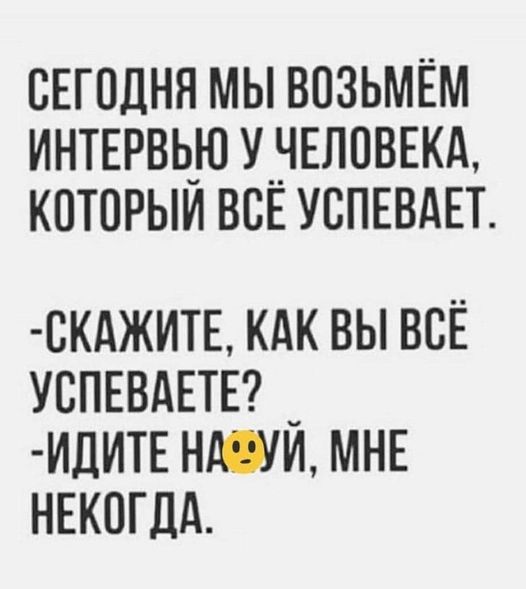 СЕГОДНЯ МЫ ВОЗЬМЁМ
ИНТЕРВЬЮ У ЧЕЛОВЕКА,
КОТОРЫЙ ВСЁ УСПЕВАЕТ.
-СКАЖИТЕ, КАК ВЫ ВСЁ
УСПЕВАЕТЕ?
-ИДИТЕ НА🫤УЙ, МНЕ
НЕКОГДА.